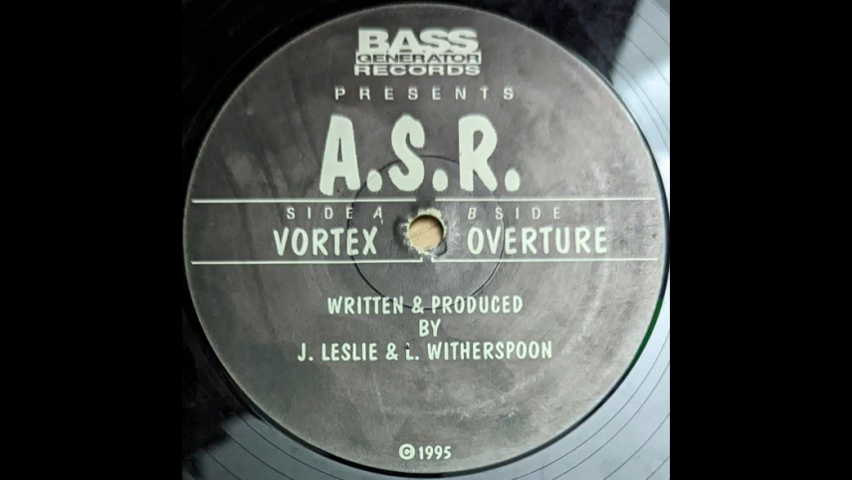 BASS
GENERATOR
RECORDS
PRESENTS
A.S.R.
SIDE A B SIDE
VORTEX OVERTURE
WRITTEN & PRODUCED
BY
J. LESLIE & L. WITHERSPOON
© 1995